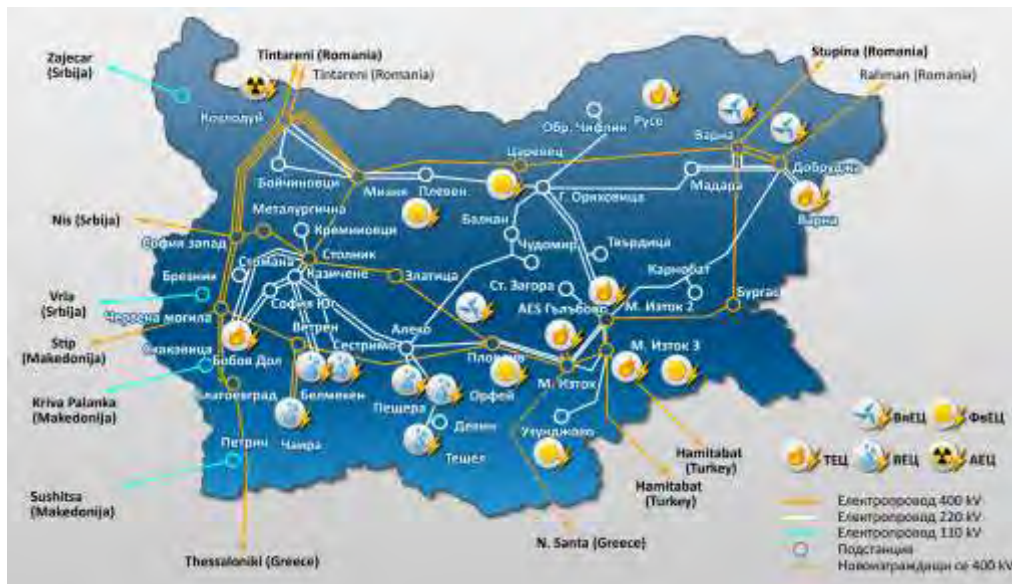 Zajecar
(Srbija)
Tintareni (Romania)
Tintareni (Romania)
Stupina (Romania)
Rahman (Romania)
Козлодуй
Обр. Чифлик
Русе
Варна
Добруджа
Царевец
Бойчиновци
Мизия
Плевен
Г. Оряховица
Мадара
Варна
Nis (Srbija)
Металургична
Кремиковци
Балкан
София запад
Столник
Чудомир
Твърдица
Брезник
Казичене
Златица
Карнобат
Ст. Загора
Vrla
(Srbija)
София Юг
AES Гълъбово
М. Изток 2
Бургас
Червена могила
Ветрен
Алеко
Stip
(Makedonija)
Скакавица
Бобов Дол
Сестримо
Пловдив
М. Изток 3
М. Изток
Kriva Palanka
(Makedonija)
Благоевград
Белмекен
Пещера
Орфей
Чаира
Девин
Узунджово
ВнЕЦ
ФвЕЦ
Петрич
Тешел
Hamitabat
(Turkey)
ТЕЦ
ВЕЦ
АЕЦ
Hamitabat
(Turkey)
Sushitsa
(Makedonija)
Електропровод 400 kV
Електропровод 220 kV
Електропровод 110 kV
N. Santa (Greece)
Подстанция
Thessaloniki (Greece)
Новоизграждащи се 400 kV